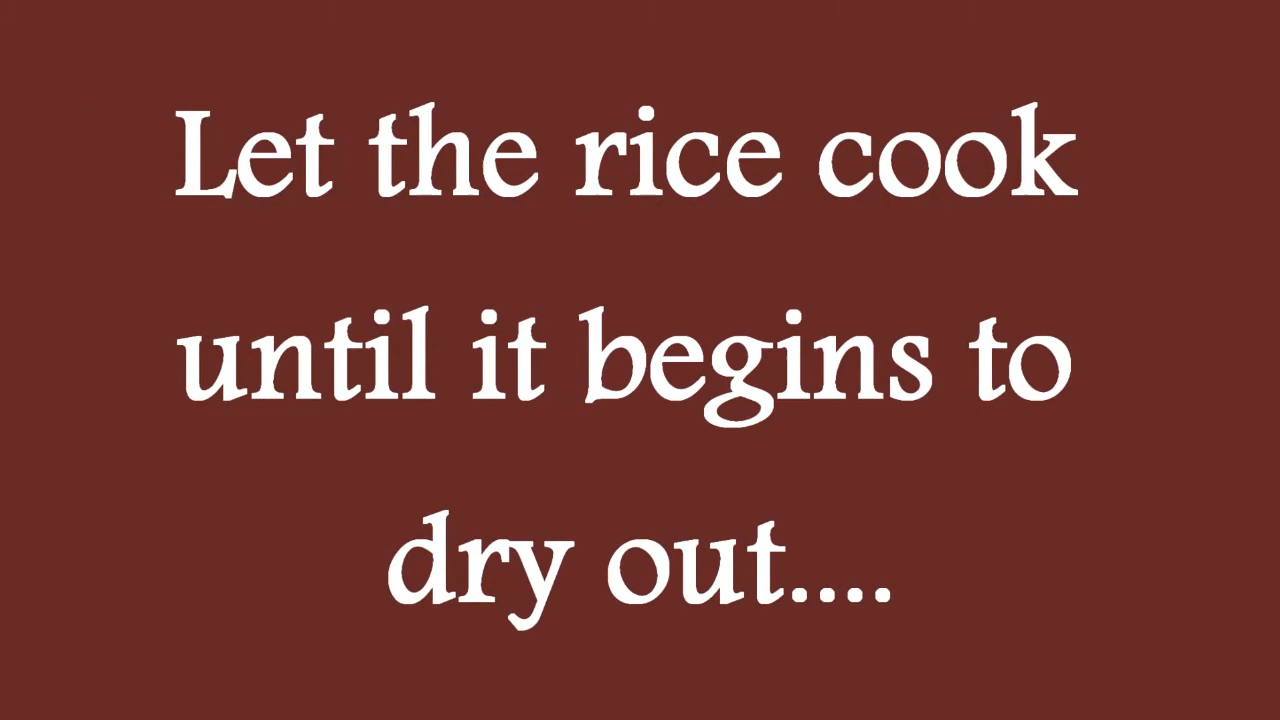 Let the rice cook
until it begins to
dry out....